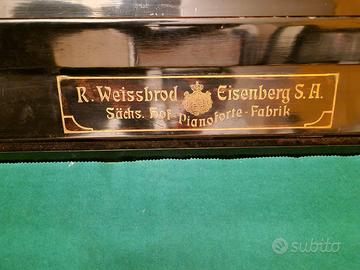 R. Weissbrod Eisenberg S.A.
Sächs. Hof-Pianoforte-Fabrik
subito